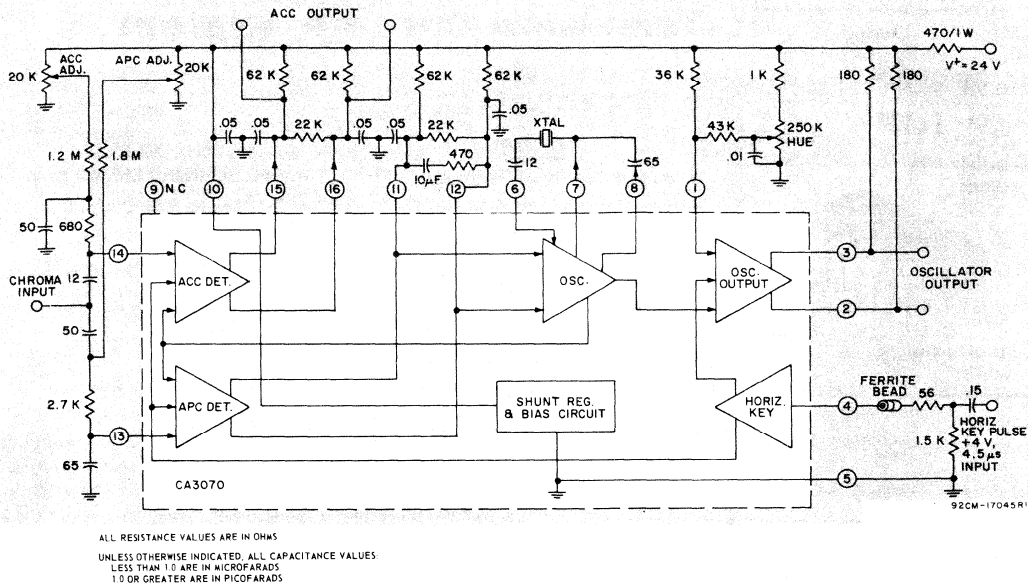 ACC OUTPUT
470/1W
V+= 24 V
ACC ADJ.
20 K
APC ADJ.
20K
62 K
62 K
62 K
62 K
36 K
1 K
180
180
.05
.05
.05
22 K
.05
.05
22 K
XTAL
43 K
250 K
HUE
.01
1.2 M
1.8 M
10μF
470
12
65
9 N C
10
15
16
11
12
6
7
8
1
50
680
14
12
CHROMA
INPUT
50
ACC DET.
OSC.
OSC.
OUTPUT
3
2
OSCILLATOR
OUTPUT
2.7 K
13
65
APC DET.
SHUNT REG.
& BIAS CIRCUIT
HORIZ.
KEY
4
FERRITE
BEAD
56
.15
1.5 K
HORIZ
KEY PULSE
+4 V,
4.5μs
INPUT
5
CA3070
92CM-17045R1
ALL RESISTANCE VALUES ARE IN OHMS
UNLESS OTHERWISE INDICATED, ALL CAPACITANCE VALUES:
LESS THAN 1.0 ARE IN MICROFARADS
1.0 OR GREATER ARE IN PICOFARADS